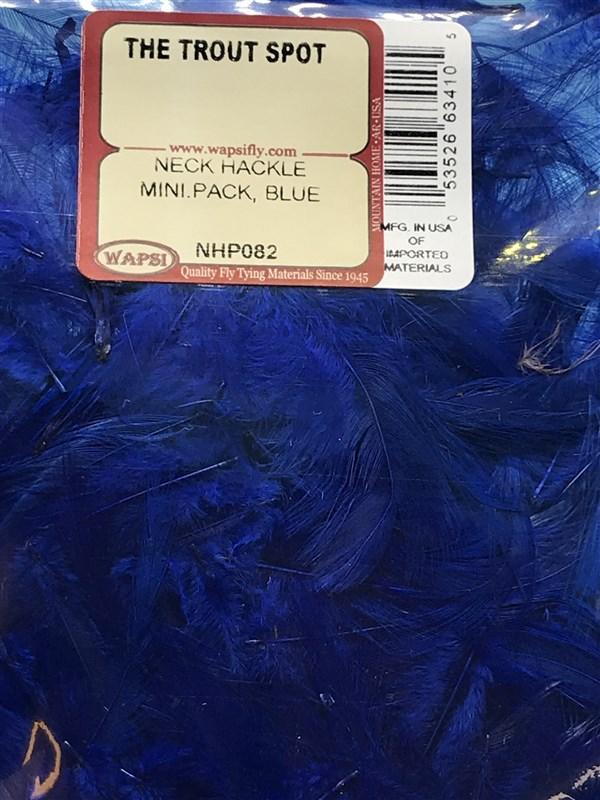 THE TROUT SPOT
www.wapsifly.com
NECK HACKLE
MINI.PACK, BLUE
NHP082
WAPSI
Quality Fly Tying Materials Since 1945
MOUNTAIN HOME • AR • USA
0 53526 63410 5
MFG. IN USA
OF
IMPORTED
MATERIALS